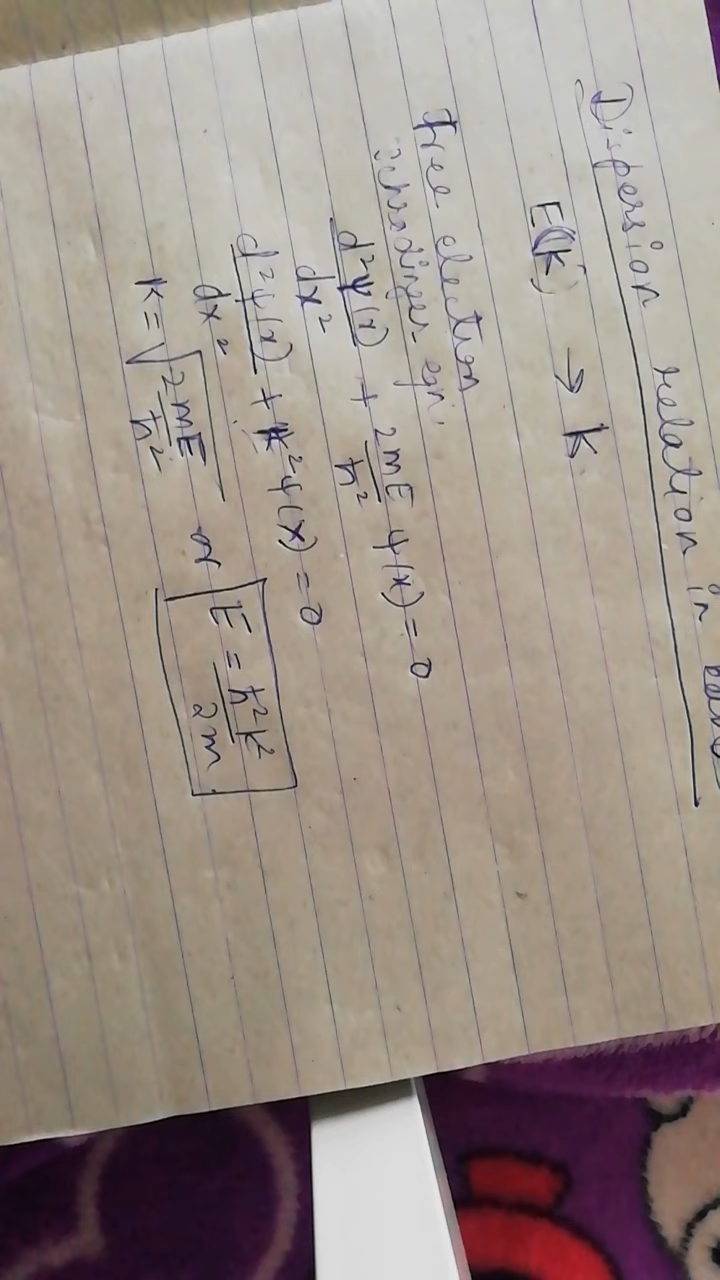 Dispersion relation in
E(k) → k
free electron
schrodinger eqn.
d²ψ(x)/dx² + 2mE/ħ² ψ(x) = 0
d²ψ(x)/dx² + k²ψ(x) = 0
k = √(2mE/ħ²) or E = ħ²k²/2m